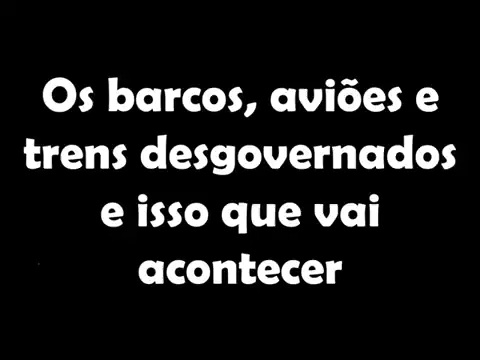 Os barcos, aviões e
trens desgovernados
e isso que vai
acontecer